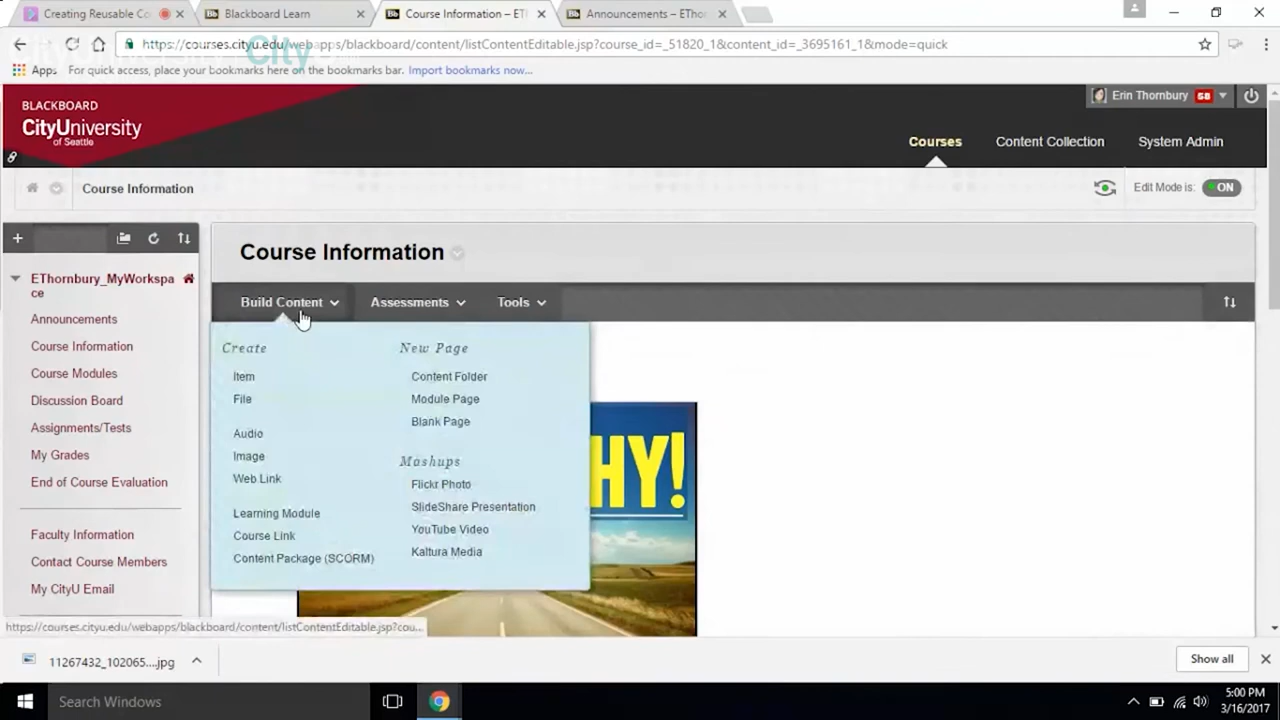 Creating Reusable Co
Blackboard Learn
Course Information – ET
Announcements – EThor
https://courses.cityu.edu/webapps/blackboard/content/listContentEditable.jsp?course_id=_51820_1&content_id=_3695161_1&mode=quick
Apps
For quick access, place your bookmarks here on the bookmarks bar.
Import bookmarks now...
BLACKBOARD
CityUniversity
of Seattle
Erin Thornbury
58
Courses
Content Collection
System Admin
Course Information
Edit Mode is:
ON
EThornbury_MyWorkspa
ce
Announcements
Course Information
Course Modules
Discussion Board
Assignments/Tests
My Grades
End of Course Evaluation
Faculty Information
Contact Course Members
My CityU Email
Course Information
Build Content
Assessments
Tools
Create
Item
File
Audio
Image
Web Link
Learning Module
Course Link
Content Package (SCORM)
New Page
Content Folder
Module Page
Blank Page
Mashups
Flickr Photo
SlideShare Presentation
YouTube Video
Kaltura Media
HY!
https://courses.cityu.edu/webapps/blackboard/content/listContentEditable.jsp?cou...
11267432_102065....jpg
Show all
Search Windows
5:00 PM
3/16/2017